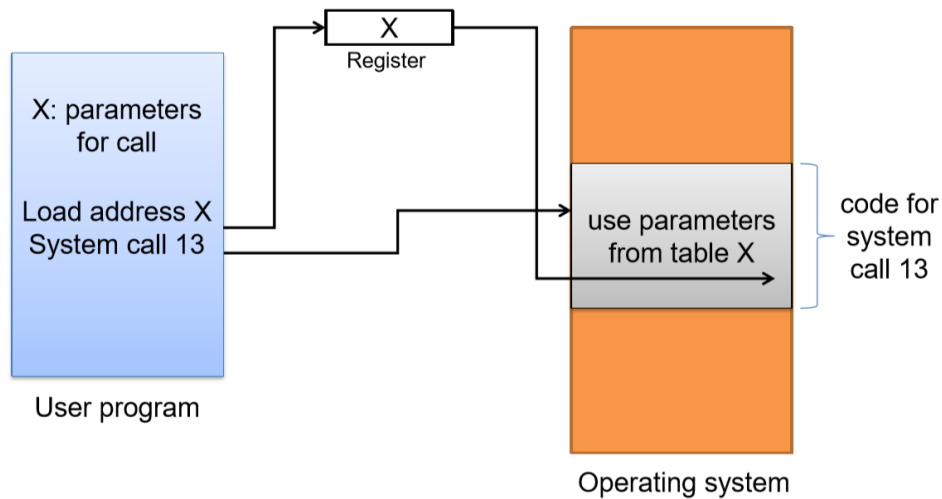 X
Register
X: parameters
for call
Load address X
System call 13
User program
use parameters
from table X
code for
system
call 13
Operating system